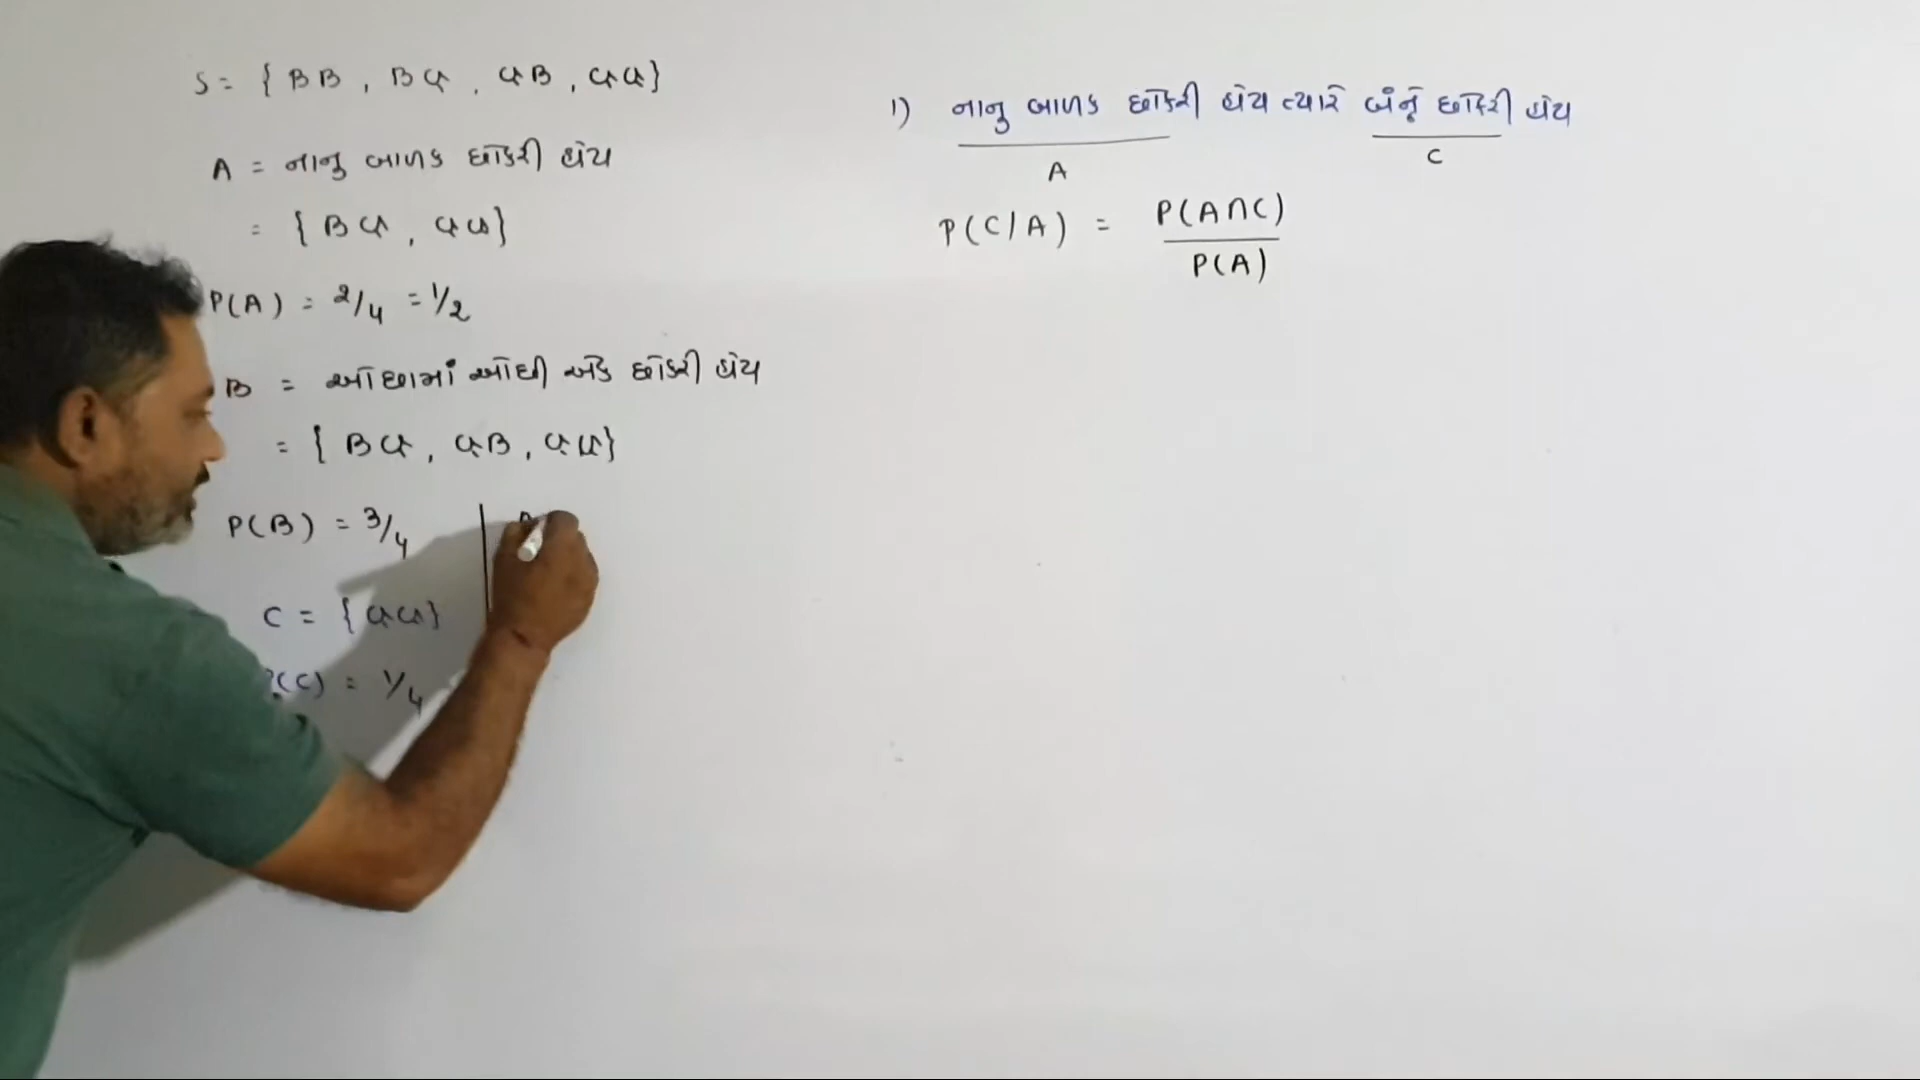 S = { BB , BG , GB , GG }
A = નાનુ બાળક છોકરી હોય
= { BG , GG }
P(A) = 2/4 = 1/2
B = ઓછામાં ઓછી એક છોકરી હોય
= { BG , GB , GG }
P(B) = 3/4
C = { GG }
P(C) = 1/4
1) નાનુ બાળક છોકરી હોય ત્યારે બંન્ને છોકરી હોય
A C
P(C/A) = P(A∩C)
P(A)